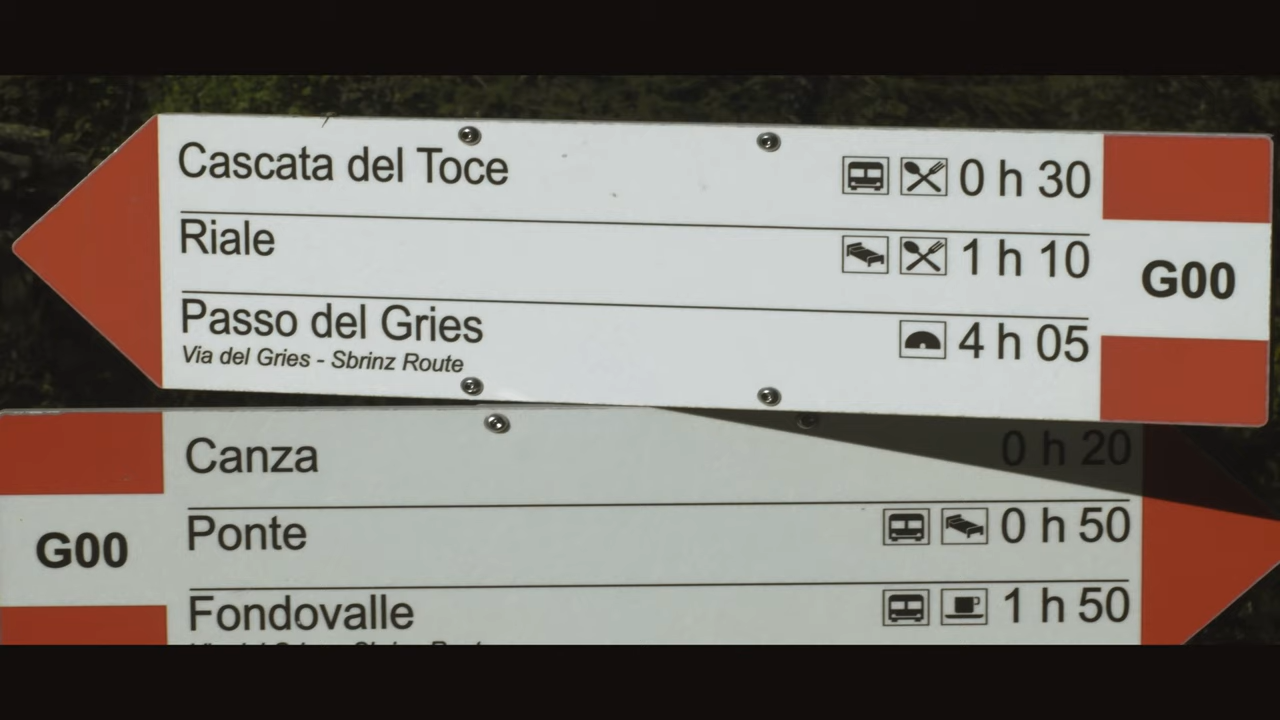 Cascata del Toce 0 h 30
Riale 1 h 10
G00
Passo del Gries 4 h 05
Via del Gries - Sbrinz Route
Canza 0 h 20
Ponte 0 h 50
G00
Fondovalle 1 h 50